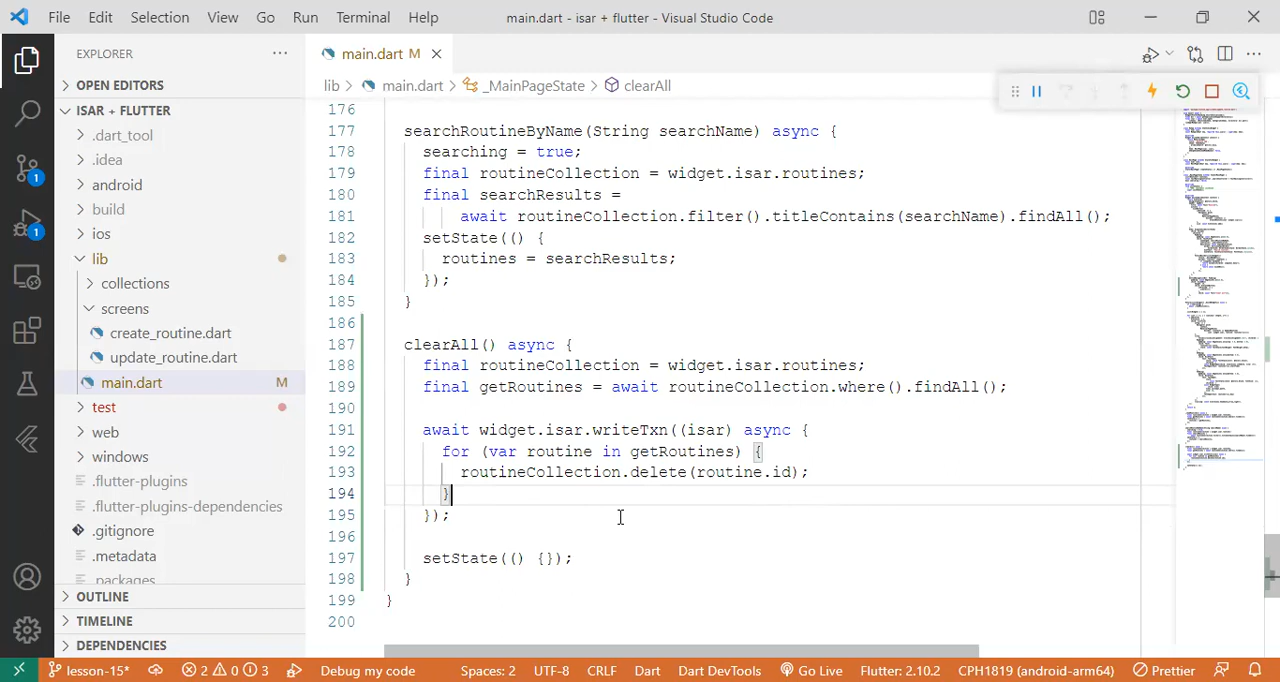 File Edit Selection View Go Run Terminal Help main.dart - isar + flutter - Visual Studio Code
EXPLORER
OPEN EDITORS
ISAR + FLUTTER
.dart_tool
.idea
android
build
ios
lib
collections
screens
create_routine.dart
update_routine.dart
main.dart M
test
web
windows
.flutter-plugins
.flutter-plugins-dependencies
.gitignore
.metadata
.packages
OUTLINE
TIMELINE
DEPENDENCIES
1
1
main.dart M
lib > main.dart > _MainPageState > clearAll
176
177 searchRoutineByName(String searchName) async {
178 searching = true;
179 final routineCollection = widget.isar.routines;
180 final searchResults =
181 await routineCollection.filter().titleContains(searchName).findAll();
182 setState(() {
183 routines = searchResults;
184 });
185 }
186
187 clearAll() async {
188 final routineCollection = widget.isar.routines;
189 final getRoutines = await routineCollection.where().findAll();
190
191 await widget.isar.writeTxn((isar) async {
192 for (var routine in getRoutines) {
193 routineCollection.delete(routine.id);
194 }
195 });
196
197 setState(() {});
198 }
199 }
200
lesson-15* 2 0 3 Debug my code Spaces: 2 UTF-8 CRLF Dart Dart DevTools Go Live Flutter: 2.10.2 CPH1819 (android-arm64) Prettier